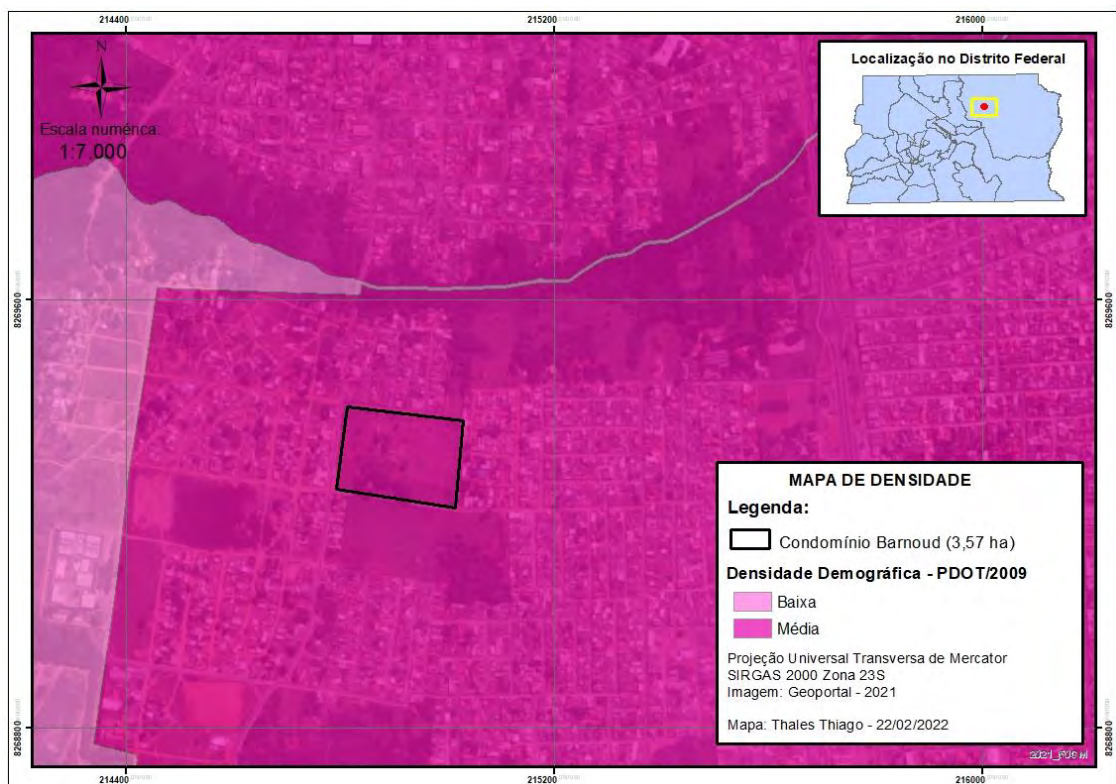 214400
215200
216000
N
Escala numérica:
1:7.000
Localização no Distrito Federal
8269600
8269600
MAPA DE DENSIDADE
Legenda:
Condomínio Barnoud (3,57 ha)
Densidade Demográfica - PDOT/2009
Baixa
Média
Projeção Universal Transversa de Mercator
SIRGAS 2000 Zona 23S
Imagem: Geoportal - 2021
Mapa: Thales Thiago - 22/02/2022
8268800
8268800
214400
215200
216000